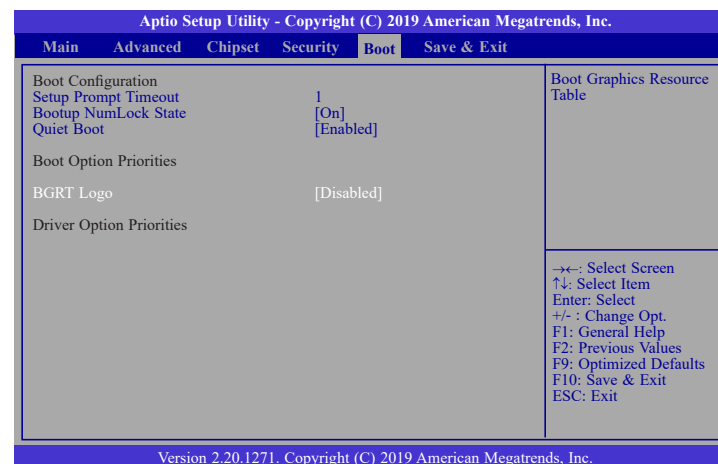 Aptio Setup Utility - Copyright (C) 2019 American Megatrends, Inc.
Main Advanced Chipset Security Boot Save & Exit
Boot Configuration
Setup Prompt Timeout 1
Bootup NumLock State [On]
Quiet Boot [Enabled]
Boot Option Priorities
BGRT Logo [Disabled]
Driver Option Priorities
Boot Graphics Resource
Table
→←: Select Screen
↑↓: Select Item
Enter: Select
+/- : Change Opt.
F1: General Help
F2: Previous Values
F9: Optimized Defaults
F10: Save & Exit
ESC: Exit
Version 2.20.1271. Copyright (C) 2019 American Megatrends, Inc.